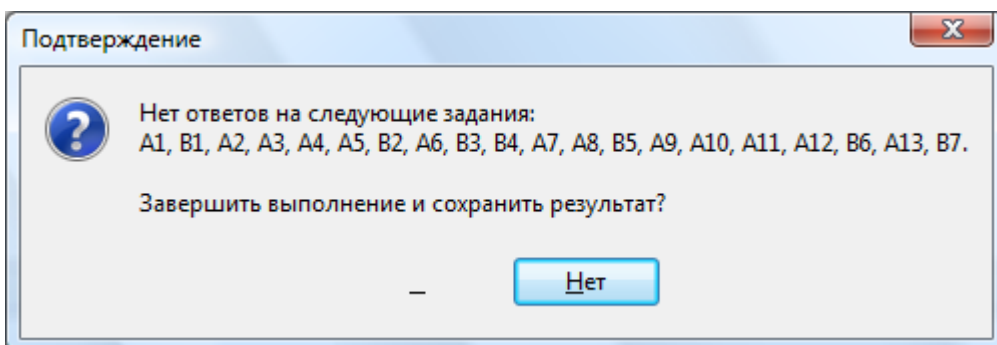 Подтверждение
Нет ответов на следующие задания:
A1, B1, A2, A3, A4, A5, B2, A6, B3, B4, A7, A8, B5, A9, A10, A11, A12, B6, A13, B7.
Завершить выполнение и сохранить результат?
Нет